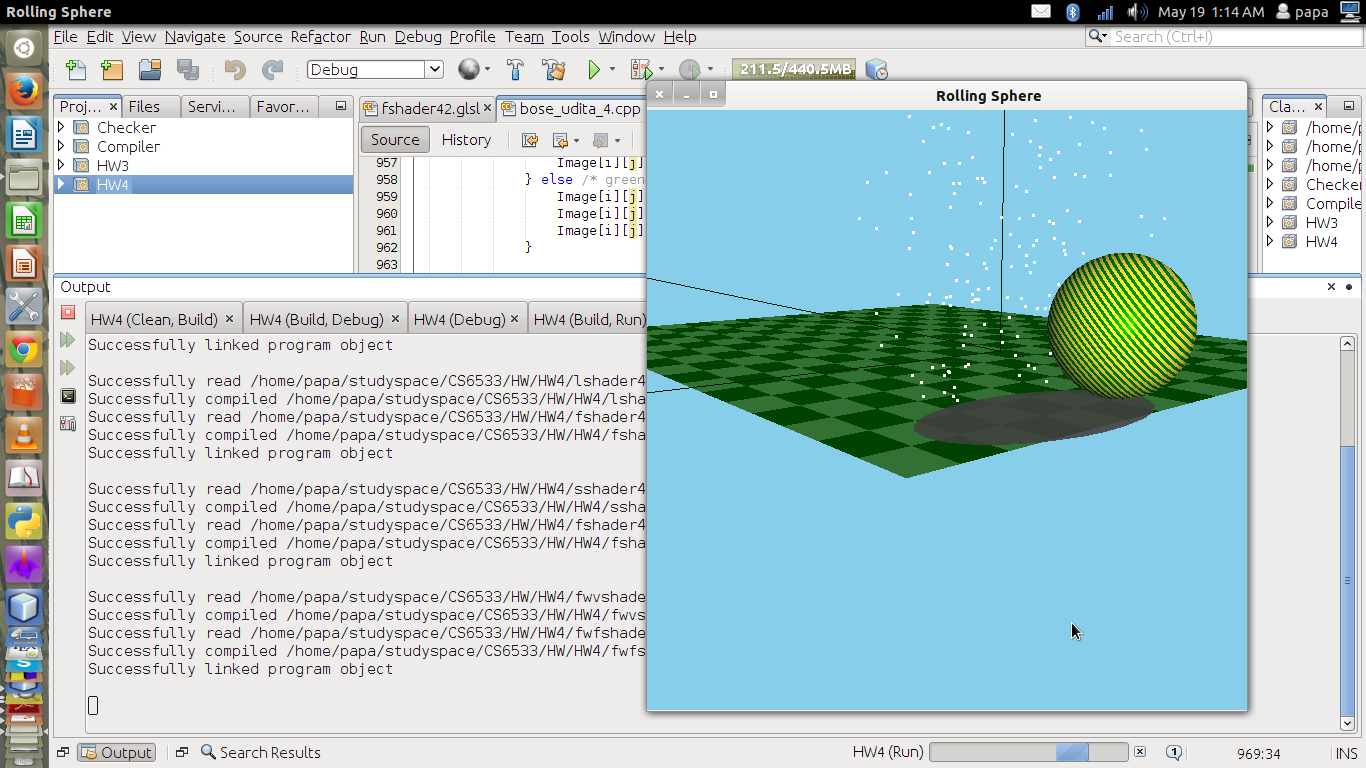 Rolling Sphere
May 19 1:14 AM papa
File Edit View Navigate Source Refactor Run Debug Profile Team Tools Window Help
Search (Ctrl+I)
Debug
211.5/440.5MB
Proj... Files Servi... Favor...
Checker
Compiler
HW3
HW4
fshader42.glsl bose_udita_4.cpp
Source History
957 Image[i][j]
958 } else /* green
959 Image[i][j]
960 Image[i][j]
961 Image[i][j]
962 }
963
Rolling Sphere
Cla...
/home/p
/home/p
/home/p
Checker
Compile
HW3
HW4
Output
HW4 (Clean, Build) HW4 (Build, Debug) HW4 (Debug) HW4 (Build, Run)
Successfully linked program object
Successfully read /home/papa/studyspace/CS6533/HW/HW4/lshader4
Successfully compiled /home/papa/studyspace/CS6533/HW/HW4/lsha
Successfully read /home/papa/studyspace/CS6533/HW/HW4/fshader4
Successfully compiled /home/papa/studyspace/CS6533/HW/HW4/fsha
Successfully linked program object
Successfully read /home/papa/studyspace/CS6533/HW/HW4/sshader4
Successfully compiled /home/papa/studyspace/CS6533/HW/HW4/ssha
Successfully read /home/papa/studyspace/CS6533/HW/HW4/fshader4
Successfully compiled /home/papa/studyspace/CS6533/HW/HW4/fsha
Successfully linked program object
Successfully read /home/papa/studyspace/CS6533/HW/HW4/fwvshade
Successfully compiled /home/papa/studyspace/CS6533/HW/HW4/fwvs
Successfully read /home/papa/studyspace/CS6533/HW/HW4/fwfshade
Successfully compiled /home/papa/studyspace/CS6533/HW/HW4/fwfs
Successfully linked program object
Output Search Results
HW4 (Run)
1
969:34
INS